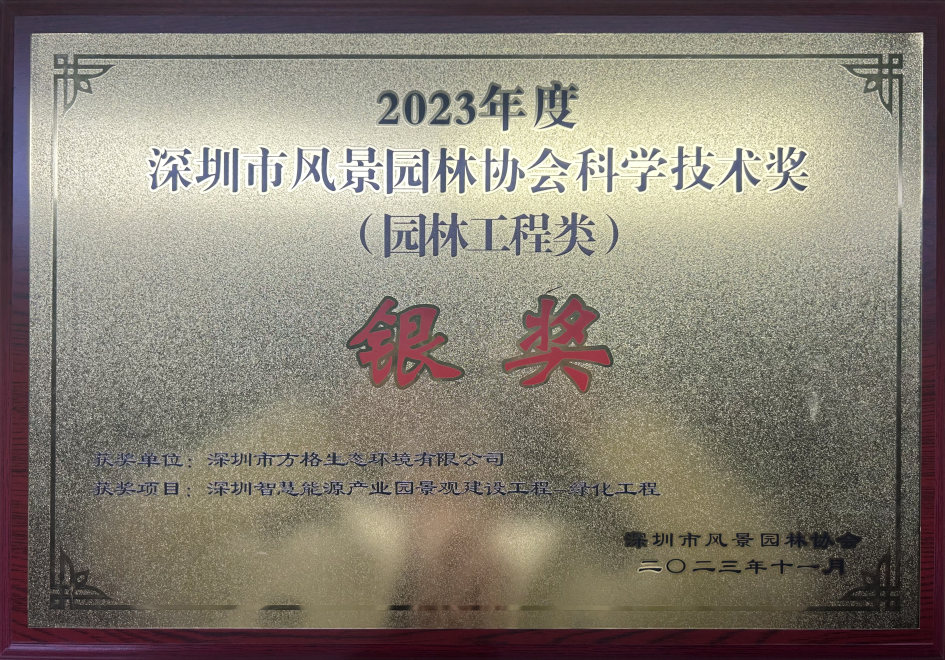 2023年度
深圳市风景园林协会科学技术奖
（园林工程类）
银奖
获奖单位：深圳市方格生态环境有限公司
获奖项目：深圳智慧能源产业园景观建设工程-绿化工程
深圳市风景园林协会
二〇二三年十一月